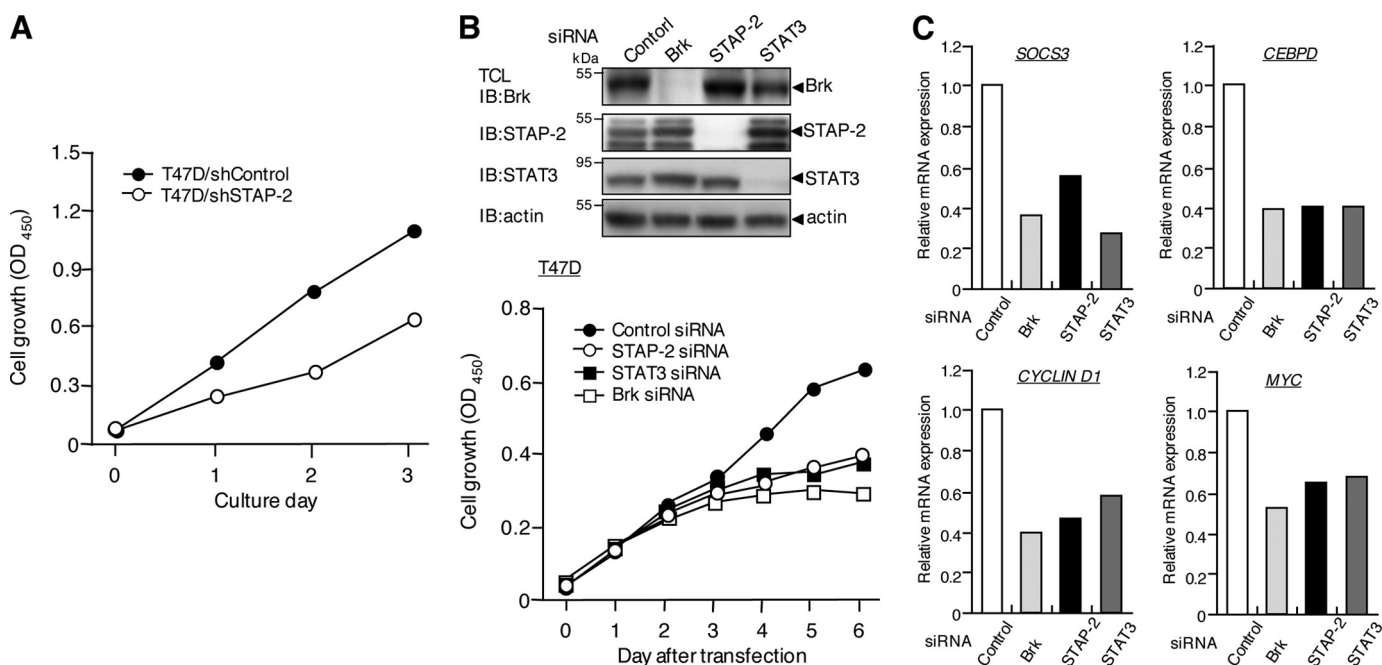 A
1.5
1.2
0.9
0.6
0.3
0
Cell growth (OD450)
T47D/shControl
T47D/shSTAP-2
0 1 2 3
Culture day
B
siRNA
Contorl Brk STAP-2 STAT3
kDa
TCL
IB:Brk
55
Brk
IB:STAP-2
55
STAP-2
IB:STAT3
95
STAT3
IB:actin
55
actin
T47D
0.8
0.6
0.4
0.2
0
Cell growth (OD450)
Control siRNA
STAP-2 siRNA
STAT3 siRNA
Brk siRNA
0 1 2 3 4 5 6
Day after transfection
C
SOCS3
1.2
1.0
0.8
0.6
0.4
0.2
0
Relative mRNA expression
siRNA
Control Brk STAP-2 STAT3
CEBPD
1.2
1.0
0.8
0.6
0.4
0.2
0
Relative mRNA expression
siRNA
Control Brk STAP-2 STAT3
CYCLIN D1
1.2
1.0
0.8
0.6
0.4
0.2
0
Relative mRNA expression
siRNA
Control Brk STAP-2 STAT3
MYC
1.2
1.0
0.8
0.6
0.4
0.2
0
Relative mRNA expression
siRNA
Control Brk STAP-2 STAT3